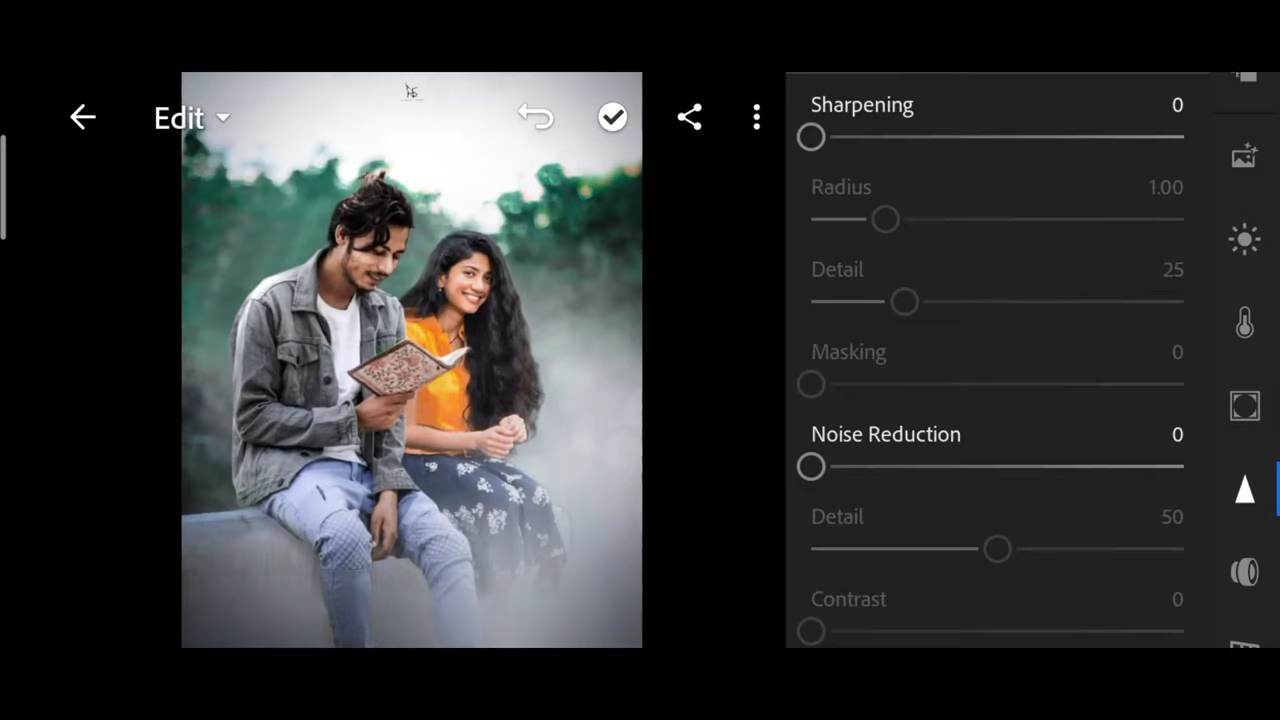 Edit
Sharpening 0
Radius 1.00
Detail 25
Masking 0
Noise Reduction 0
Detail 50
Contrast 0